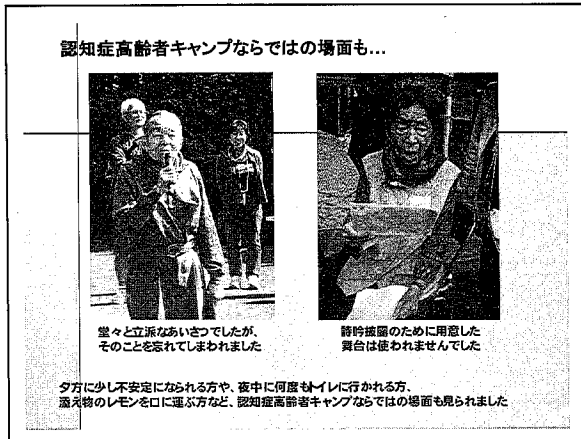 認知症高齢者キャンプならではの場面も…
堂々と立派なあいさつでしたが、
そのことを忘れてしまわれました
詩吟披露のために用意した
舞台は使われませんでした
夕方に少し不安定になられる方や、夜中に何度もトイレに行かれる方、
添え物のレモンを口に運ぶ方など、認知症高齢者キャンプならではの場面も見られました